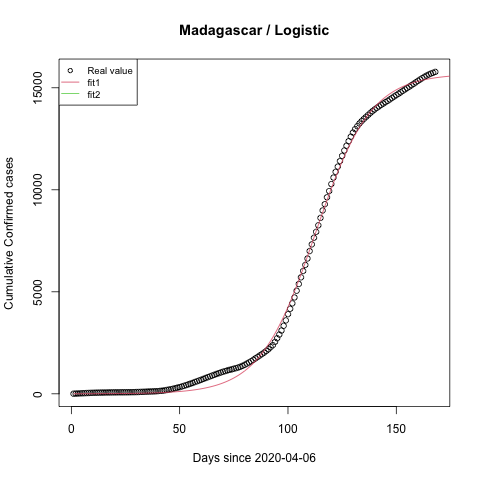 Madagascar / Logistic
Real value
fit1
fit2
Cumulative Confirmed cases
15000
10000
5000
0
0 50 100 150
Days since 2020-04-06